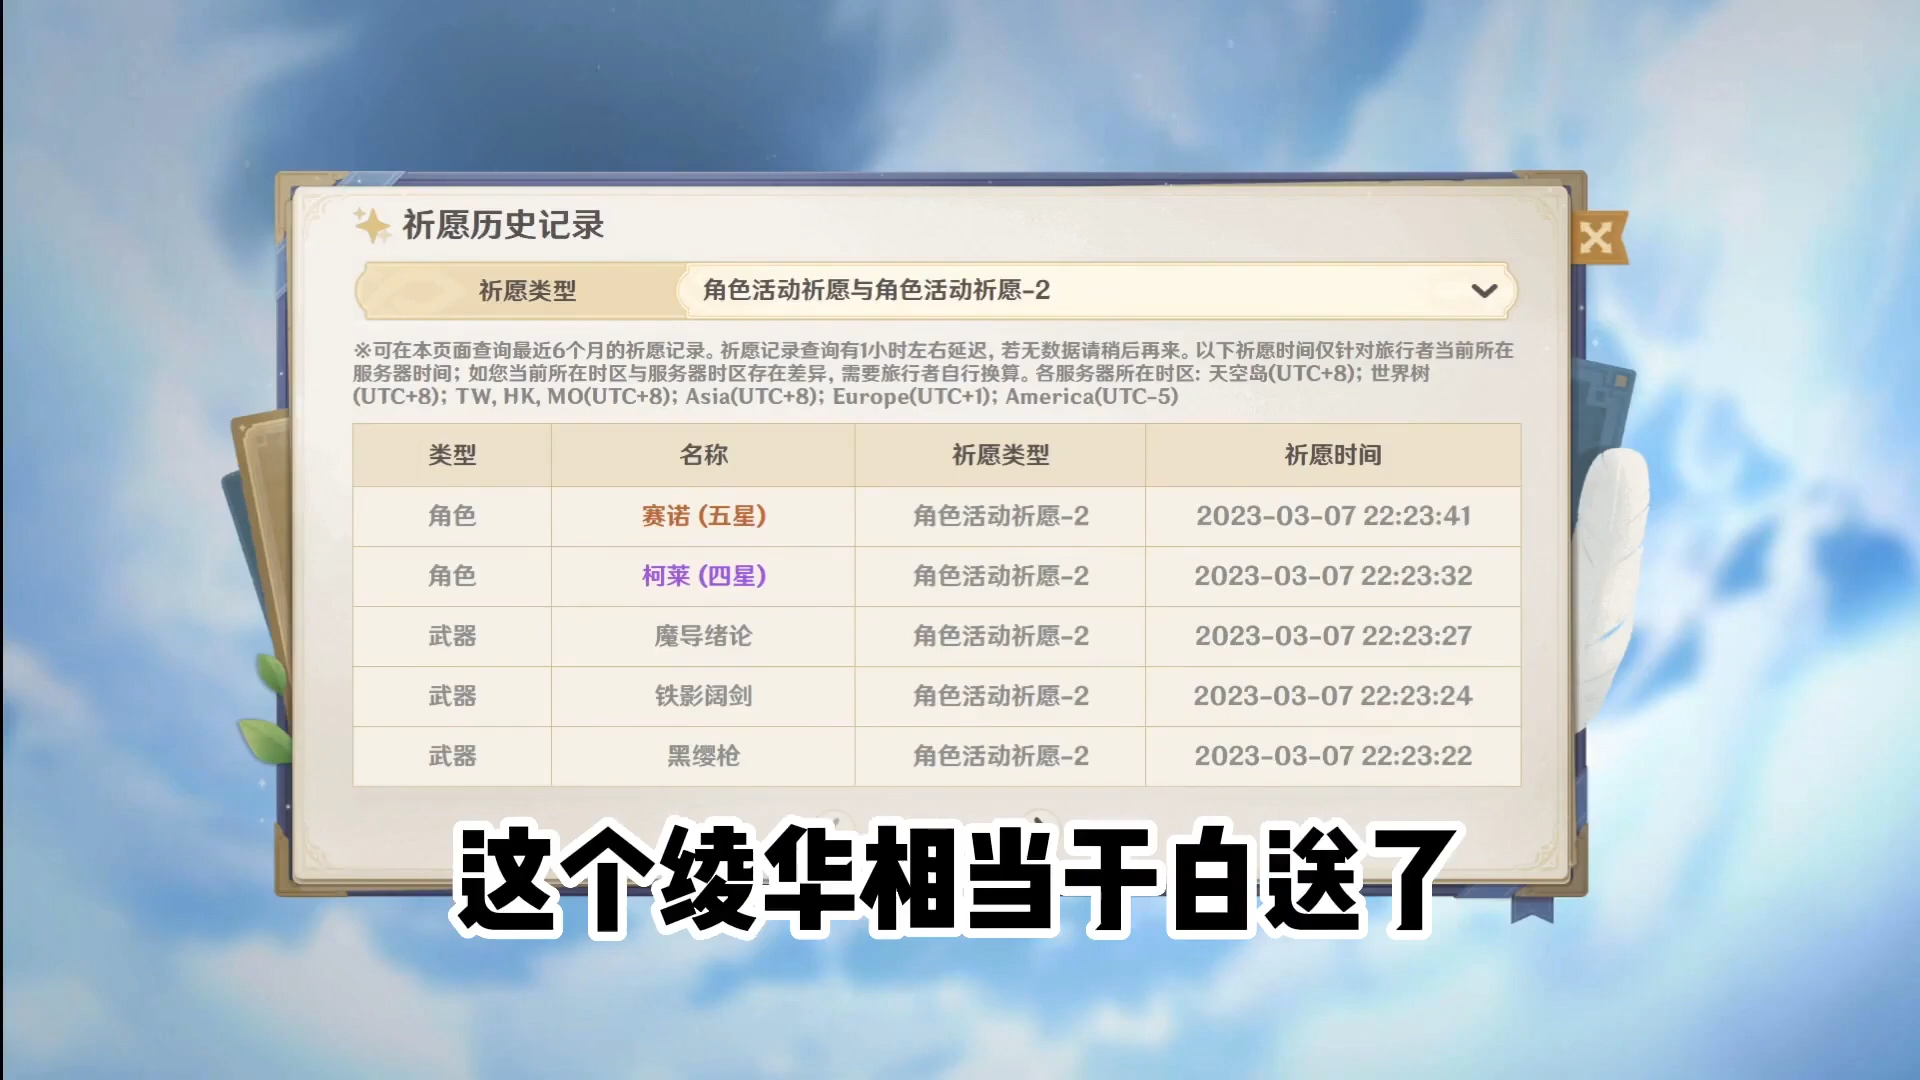 祈愿历史记录
祈愿类型 角色活动祈愿与角色活动祈愿-2
※可在本页面查询最近6个月的祈愿记录。祈愿记录查询有1小时左右延迟, 若无数据请稍后再来。以下祈愿时间仅针对旅行者当前所在
服务器时间; 如您当前所在时区与服务器时区存在差异, 需要旅行者自行换算。各服务器所在时区: 天空岛(UTC+8); 世界树
(UTC+8); TW, HK, MO(UTC+8); Asia(UTC+8); Europe(UTC+1); America(UTC-5)
类型 名称 祈愿类型 祈愿时间
角色 赛诺 (五星) 角色活动祈愿-2 2023-03-07 22:23:41
角色 柯莱 (四星) 角色活动祈愿-2 2023-03-07 22:23:32
武器 魔导绪论 角色活动祈愿-2 2023-03-07 22:23:27
武器 铁影阔剑 角色活动祈愿-2 2023-03-07 22:23:24
武器 黑缨枪 角色活动祈愿-2 2023-03-07 22:23:22
这个绫华相当于白送了